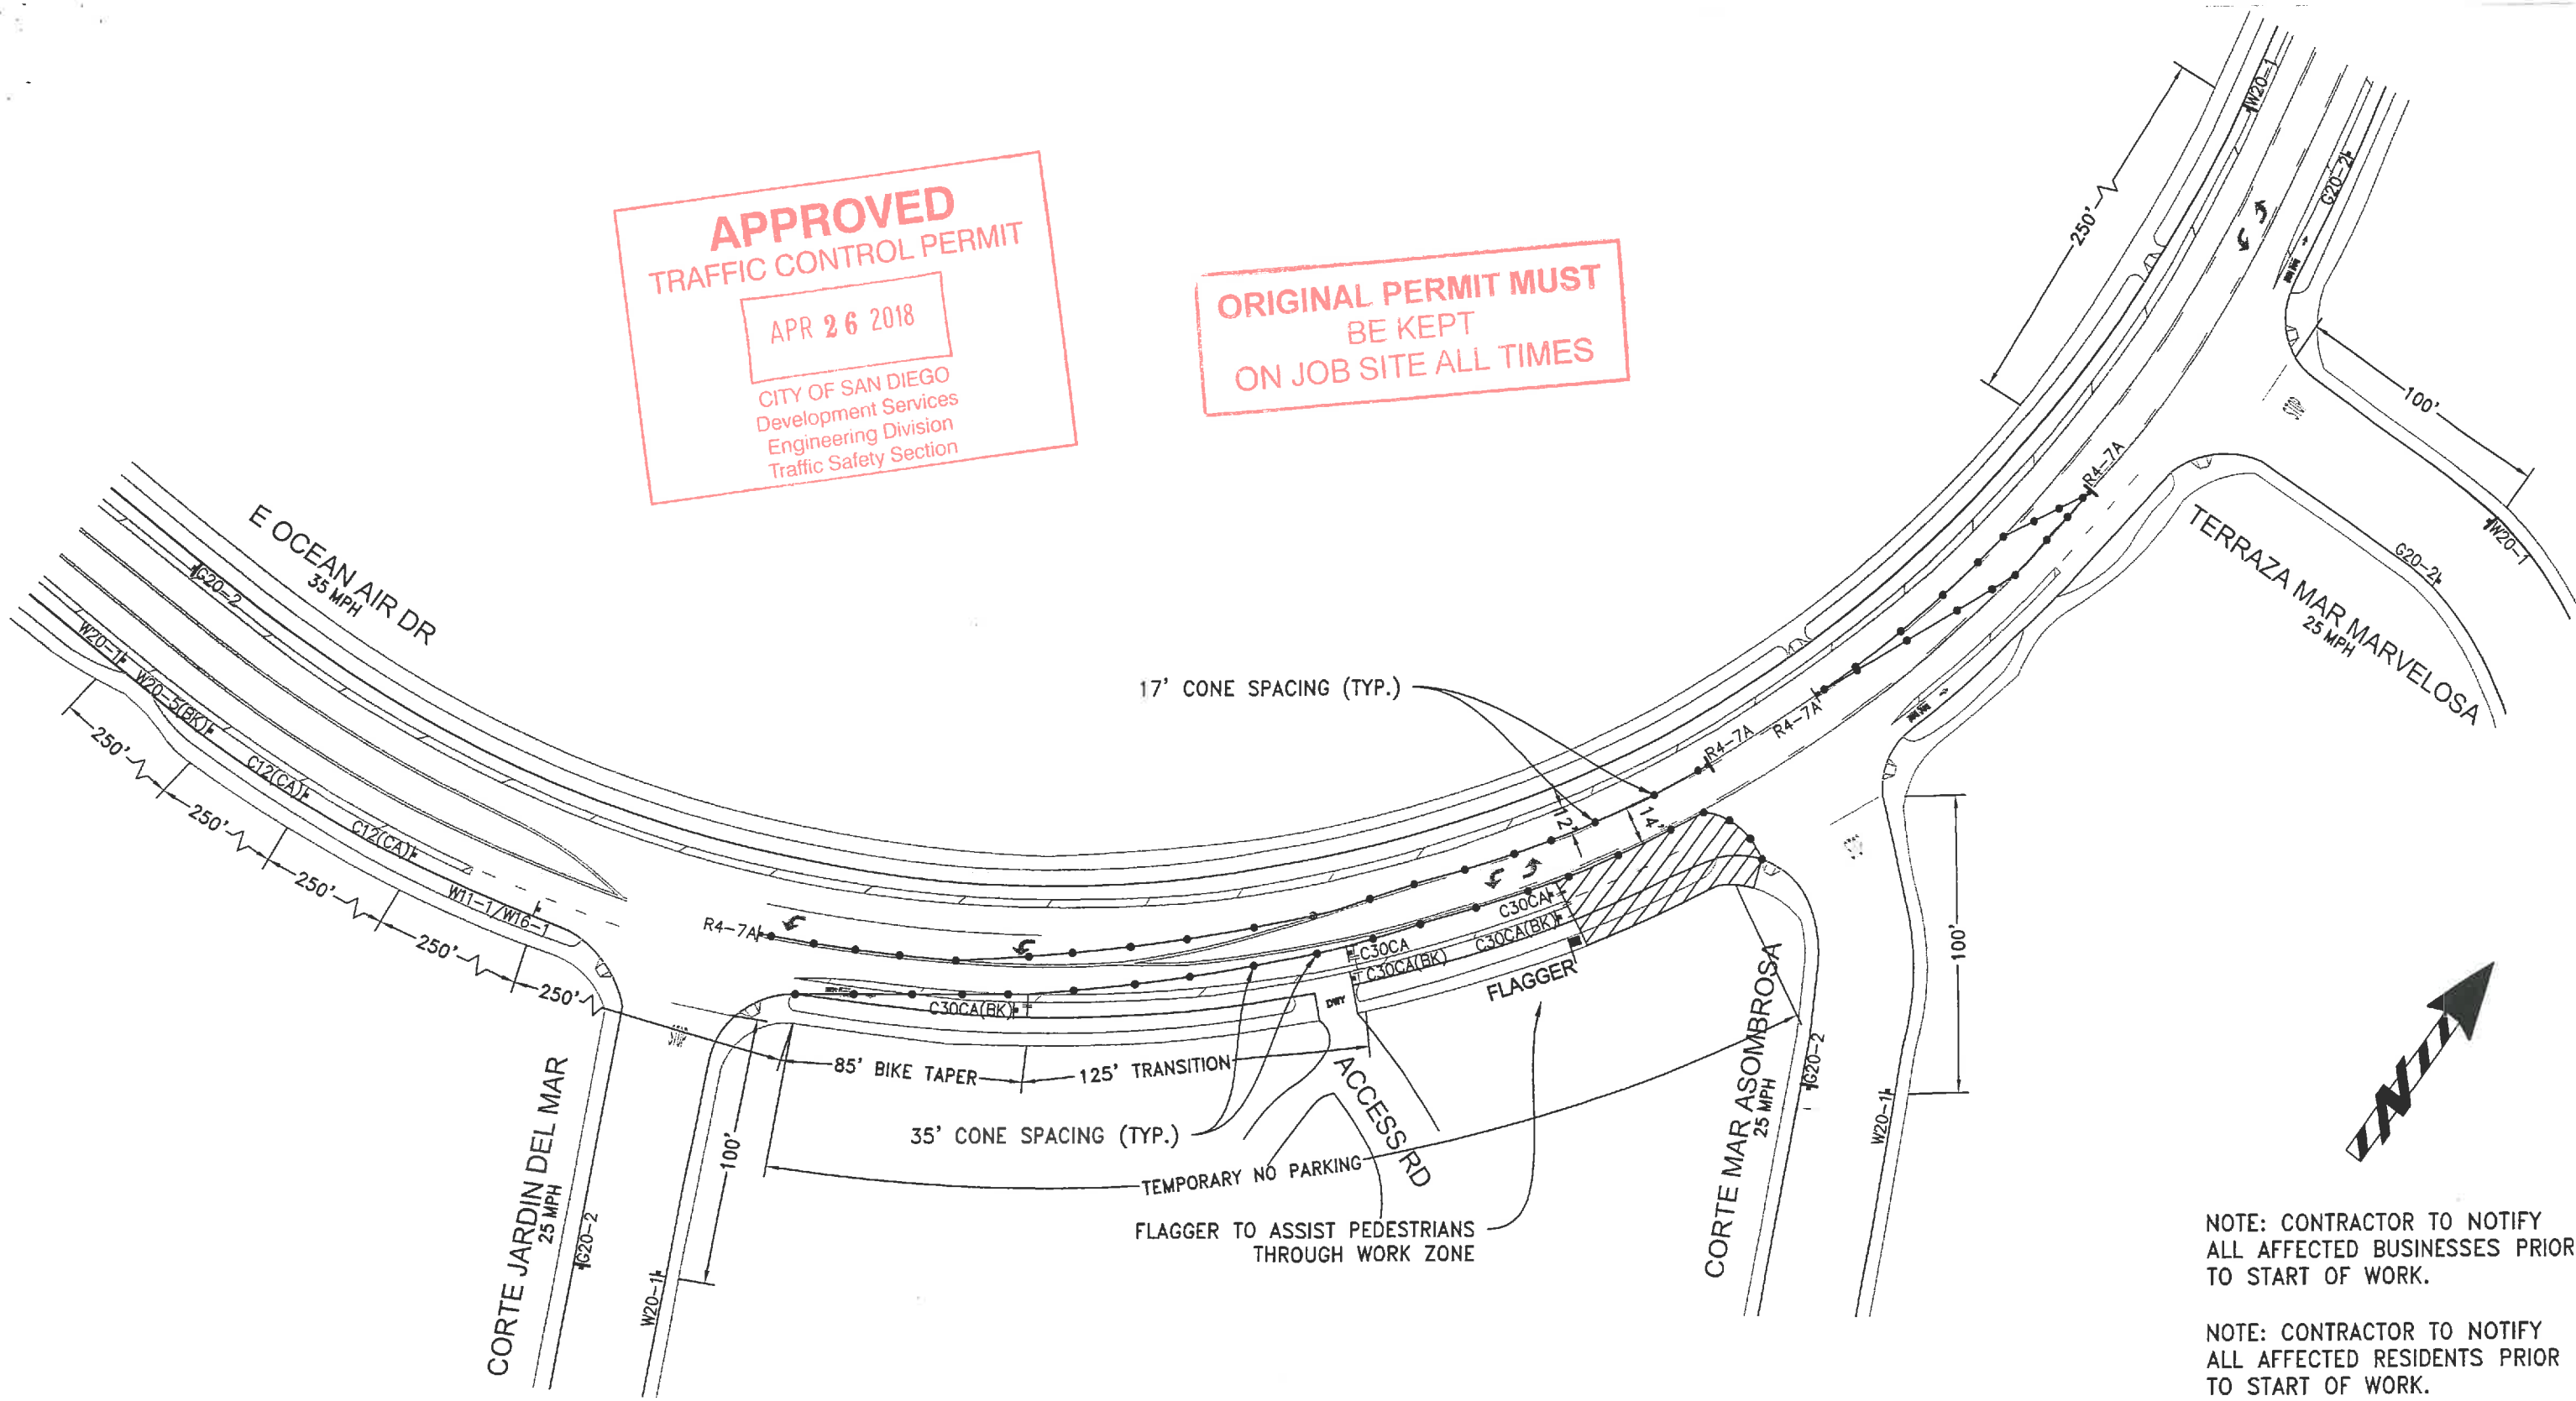 APPROVED
TRAFFIC CONTROL PERMIT
APR 26 2018
CITY OF SAN DIEGO
Development Services
Engineering Division
Traffic Safety Section
ORIGINAL PERMIT MUST
BE KEPT
ON JOB SITE ALL TIMES
W20-1
G20-2
250'
100'
W20-1
G20-2
TERRAZA MAR MARVELOSA
25 MPH
R4-7A
E OCEAN AIR DR
35 MPH
G20-2
W20-1
W20-5(BK)
C12(CA)
C12(CA)
W11-1/W16-1
250'
250'
250'
250'
250'
17' CONE SPACING (TYP.)
R4-7A
R4-7A
12'
14'
R4-7A
C30CA
C30CA(BK)
C30CA
C30CA(BK)
C30CA(BK)
FLAGGER
DWY
STOP
85' BIKE TAPER
125' TRANSITION
35' CONE SPACING (TYP.)
ACCESS RD
TEMPORARY NO PARKING
FLAGGER TO ASSIST PEDESTRIANS
THROUGH WORK ZONE
CORTE JARDIN DEL MAR
25 MPH
G20-2
W20-1
100'
CORTE MAR ASOMBROSA
25 MPH
G20-2
W20-1
100'
N
NOTE: CONTRACTOR TO NOTIFY
ALL AFFECTED BUSINESSES PRIOR
TO START OF WORK.
NOTE: CONTRACTOR TO NOTIFY
ALL AFFECTED RESIDENTS PRIOR
TO START OF WORK.